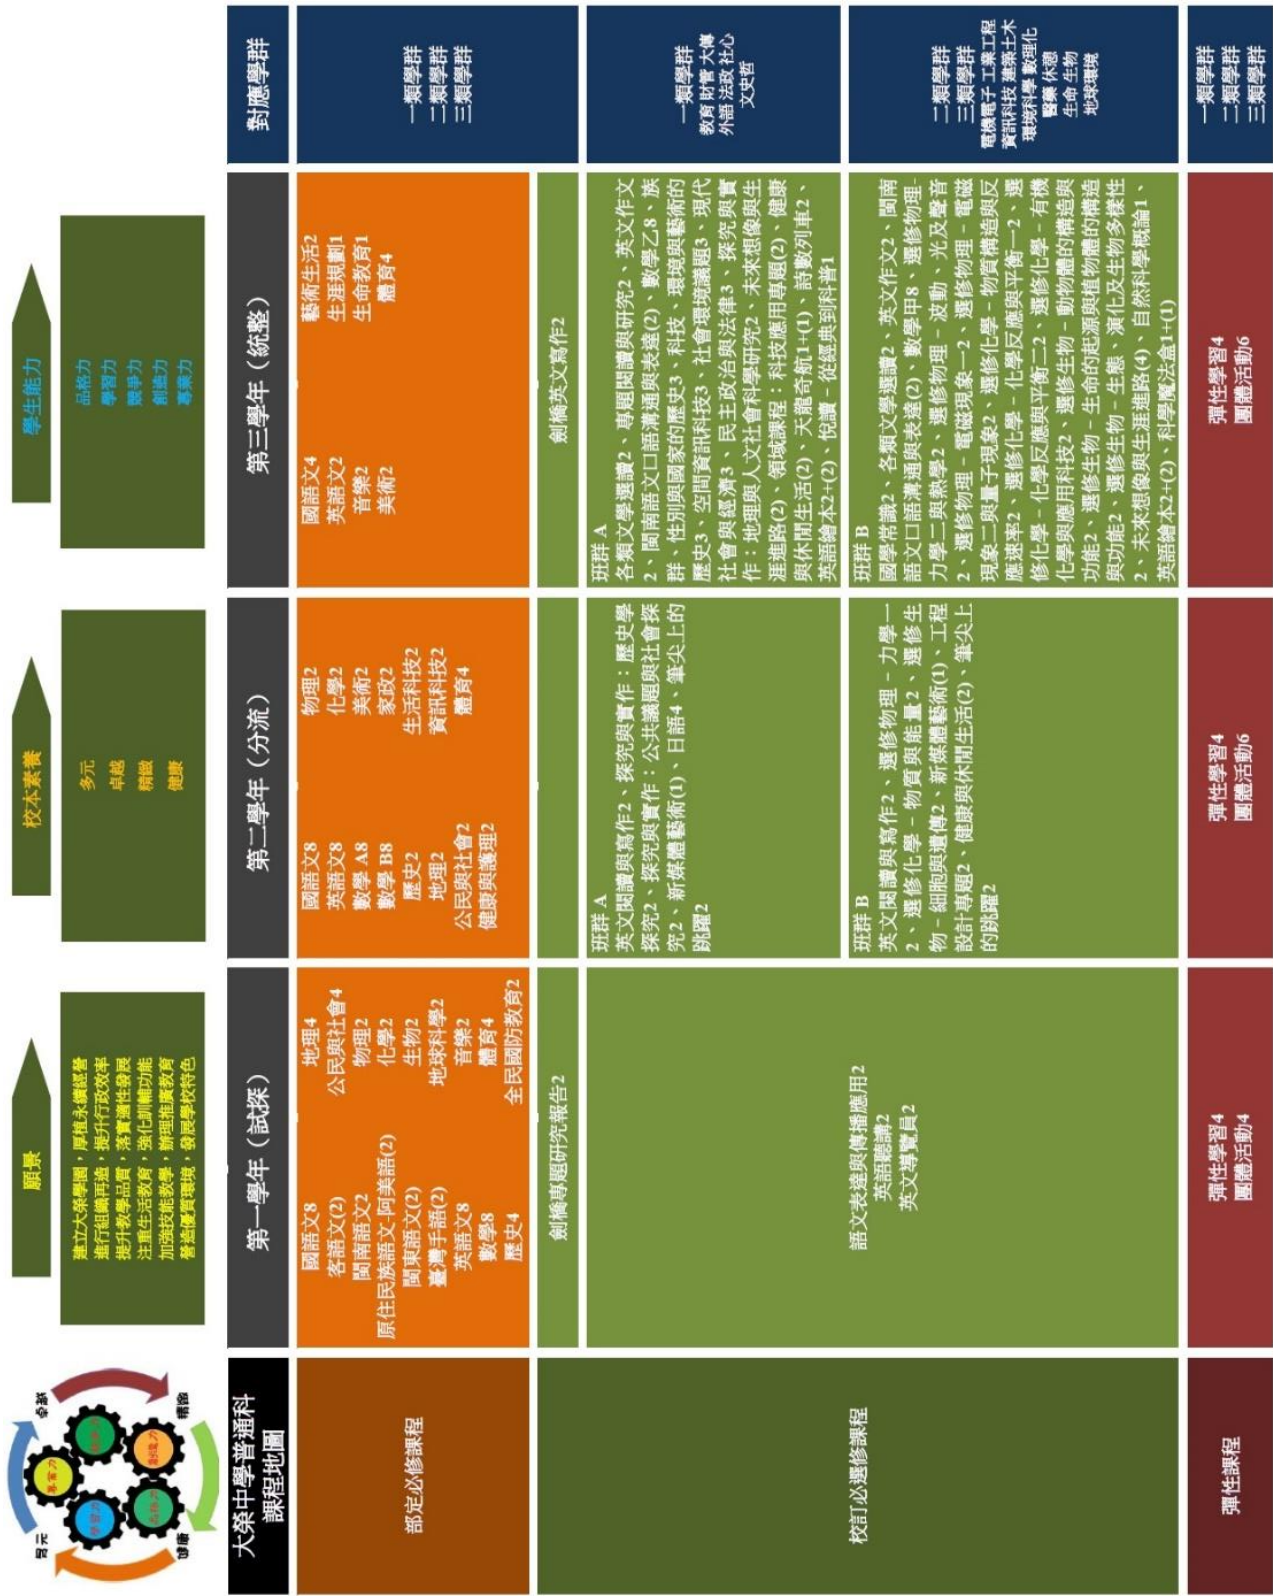 多元
卓越
精緻
健康
專業力
學習力
品格力
創造力
願景
建立大榮學園，厚植永續經營
進行組織再造，提升行政效率
提升教學品質，落實適性發展
注重生活教育，強化訓輔功能
加強技能教學，辦理推廣教育
營造優質環境，發展學校特色
校本素養
多元
卓越
精緻
健康
學生能力
品格力
學習力
競爭力
創造力
專業力
大榮中學普通科
課程地圖
第一學年（試探）
第二學年（分流）
第三學年（統整）
對應學群
部定必修課程
國語文8
客語文(2)
閩南語文2
原住民族語文-阿美語(2)
閩東語文(2)
臺灣手語(2)
英語文8
數學8
歷史4
地理4
公民與社會4
物理2
化學2
生物2
地球科學2
音樂2
體育4
全民國防教育2
國語文8
英語文8
數學 A8
數學 B8
歷史2
地理2
公民與社會2
健康與護理2
物理2
化學2
美術2
家政2
生活科技2
資訊科技2
體育4
國語文4
英語文2
音樂2
美術2
藝術生活2
生涯規劃1
生命教育1
體育4
一類學群
二類學群
三類學群
校訂必選修課程
劍橋專題研究報告2
劍橋英文寫作2
語文表達與傳播應用2
英語聽講2
英文導覽員2
班群 A
英文閱讀與寫作2、探究與實作：歷史學
探究2、探究與實作：公共議題與社會探
究2、新媒體藝術(1)、日語4、筆尖上的
跳躍2
班群 A
各類文學選讀2、專題閱讀與研究2、英文作文
2、閩南語文口語溝通與表達(2)、數學乙8、族
群、性別與國家的歷史3、科技、環境與藝術的
歷史3、空間資訊科技3、社會環境議題3、現代
社會與經濟3、民主政治與法律3、探究與實
作：地理與人文社會科學研究2、未來想像與生
涯進路(2)、領域課程：科技應用專題(2)、健康
與休閒生活(2)、天龍奇航1+(1)、詩數列車2、
英語繪本2+(2)、悅讀－從經典到科普1
一類學群
教育 財管 大傳
外語 法政 社心
文史哲
班群 B
英文閱讀與寫作2、選修物理－力學一
2、選修化學－物質與能量2、選修生
物－細胞與遺傳2、新媒體藝術(1)、工程
設計專題2、健康與休閒生活(2)、筆尖上
的跳躍2
班群 B
國學常識2、各類文學選讀2、英文作文2、閩南
語文口語溝通與表達(2)、數學甲8、選修物理-
力學二與熱學2、選修物理－波動、光及聲音
2、選修物理－電磁現象一2、選修物理－電磁
現象二與量子現象2、選修化學－物質構造與反
應速率2、選修化學－化學反應與平衡一2、選
修化學－化學反應與平衡二2、選修化學－有機
化學與應用科技2、選修生物－動物體的構造與
功能2、選修生物－生命的起源與植物體的構造
與功能2、選修生物－生態、演化及生物多樣性
2、未來想像與生涯進路(4)、自然科學概論1、
英語繪本2+(2)、科學魔法盒1+(1)
二類學群
三類學群
電機電子 工業工程
資訊科技 建築土木
環境科學 數理化
醫藥 休憩
生命 生物
地球環境
彈性課程
彈性學習4
團體活動4
彈性學習4
團體活動6
彈性學習4
團體活動6
一類學群
二類學群
三類學群